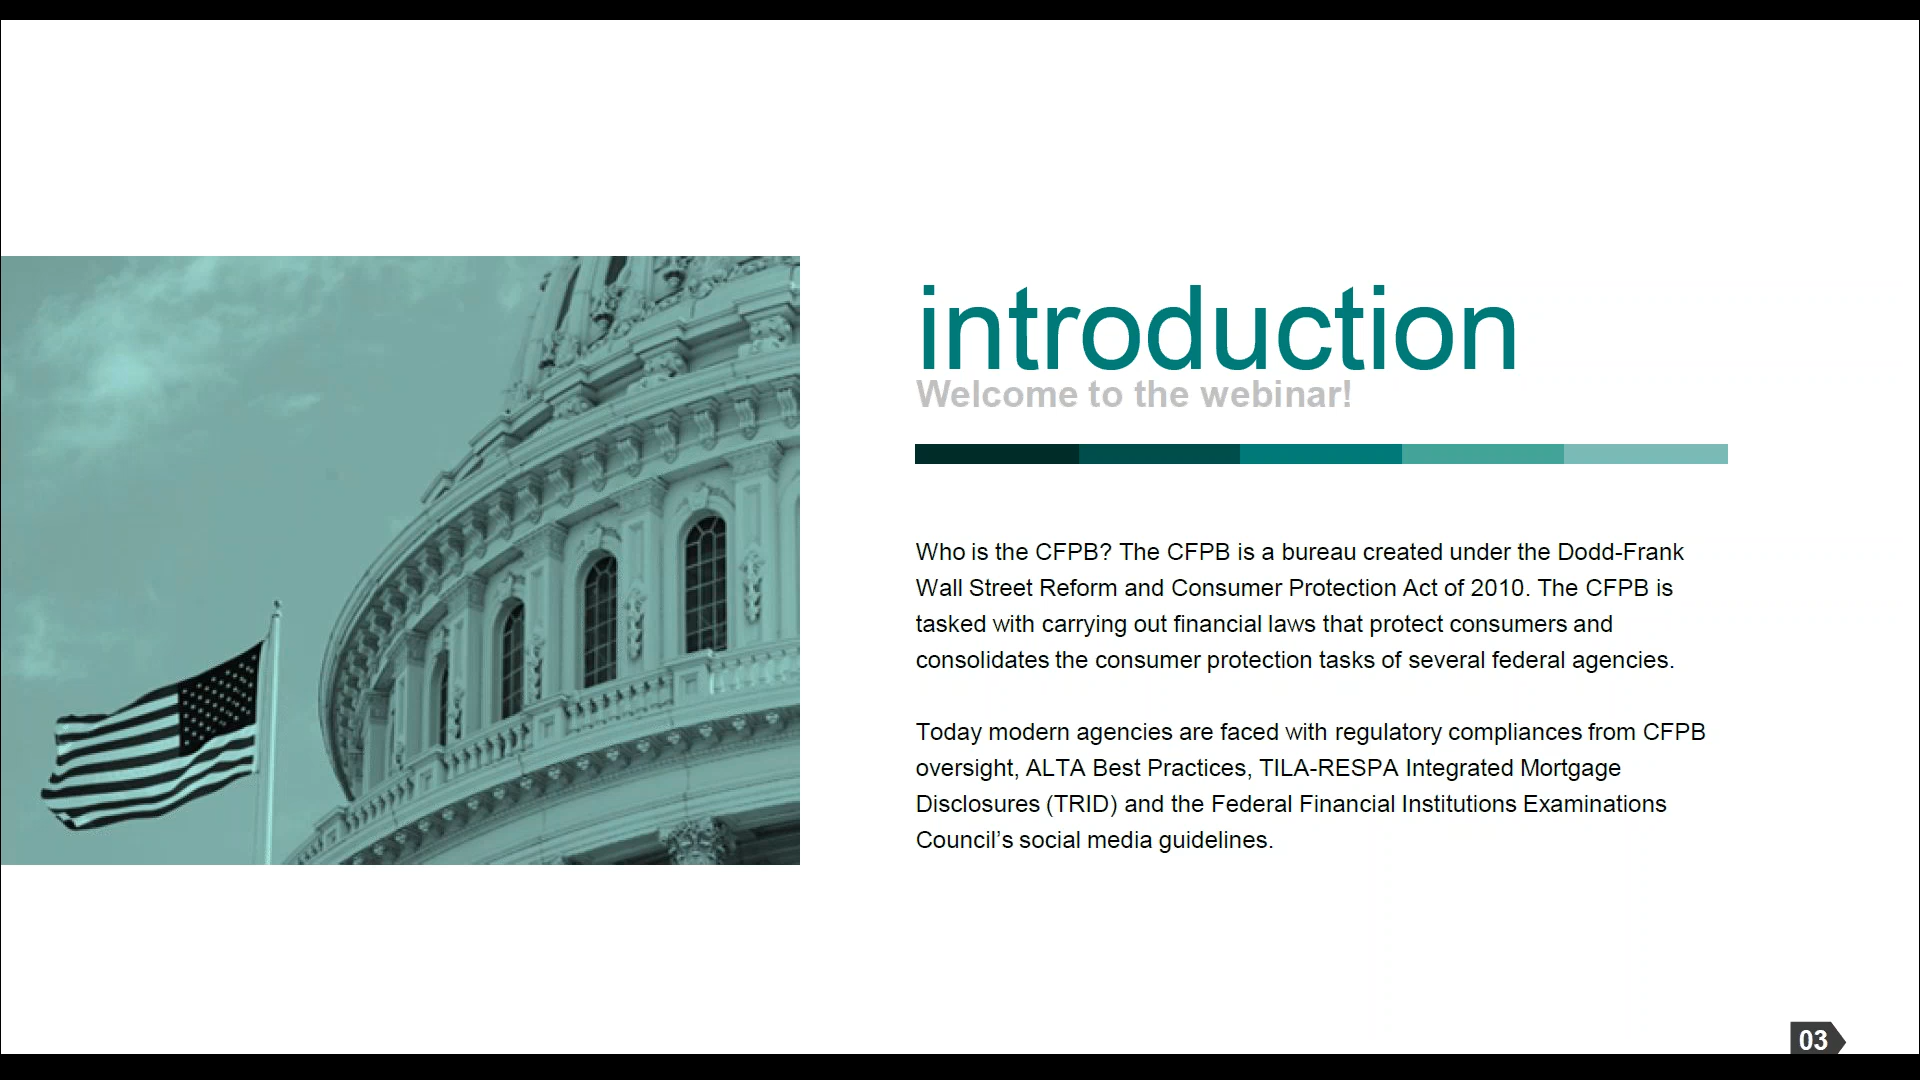 introduction
Welcome to the webinar!
Who is the CFPB? The CFPB is a bureau created under the Dodd-Frank
Wall Street Reform and Consumer Protection Act of 2010. The CFPB is
tasked with carrying out financial laws that protect consumers and
consolidates the consumer protection tasks of several federal agencies.
Today modern agencies are faced with regulatory compliances from CFPB
oversight, ALTA Best Practices, TILA-RESPA Integrated Mortgage
Disclosures (TRID) and the Federal Financial Institutions Examinations
Council’s social media guidelines.
03